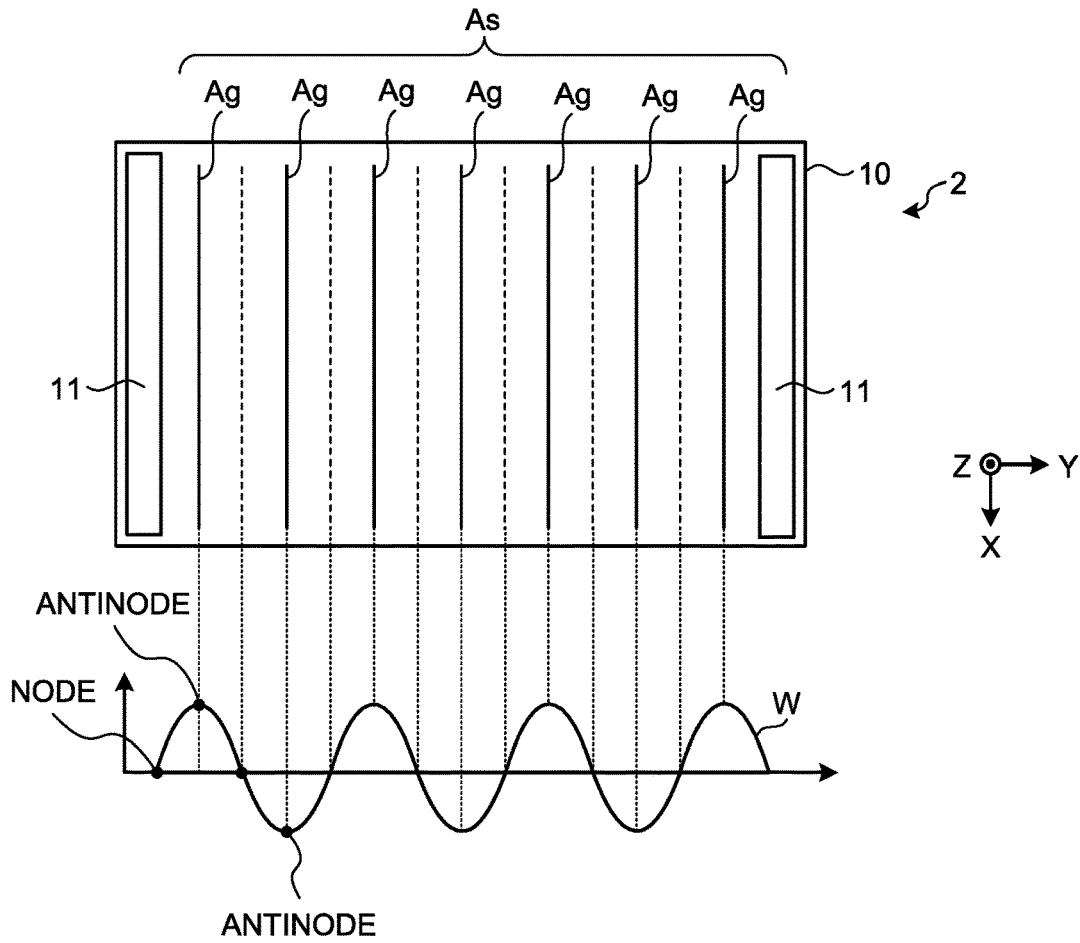 As
Ag Ag Ag Ag Ag Ag Ag
10
2
11
11
Z Y
X
ANTINODE
NODE
W
ANTINODE